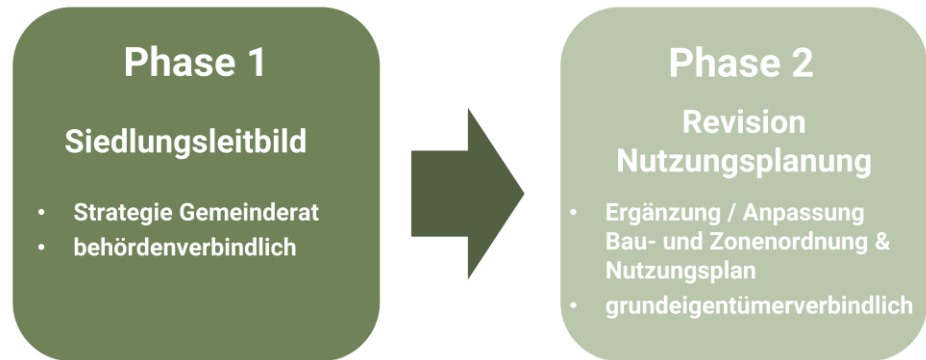 Phase 1
Siedlungsleitbild
• Strategie Gemeinderat
• behördenverbindlich
Phase 2
Revision
Nutzungsplanung
• Ergänzung / Anpassung
Bau- und Zonenordnung &
Nutzungsplan
• grundeigentümerverbindlich